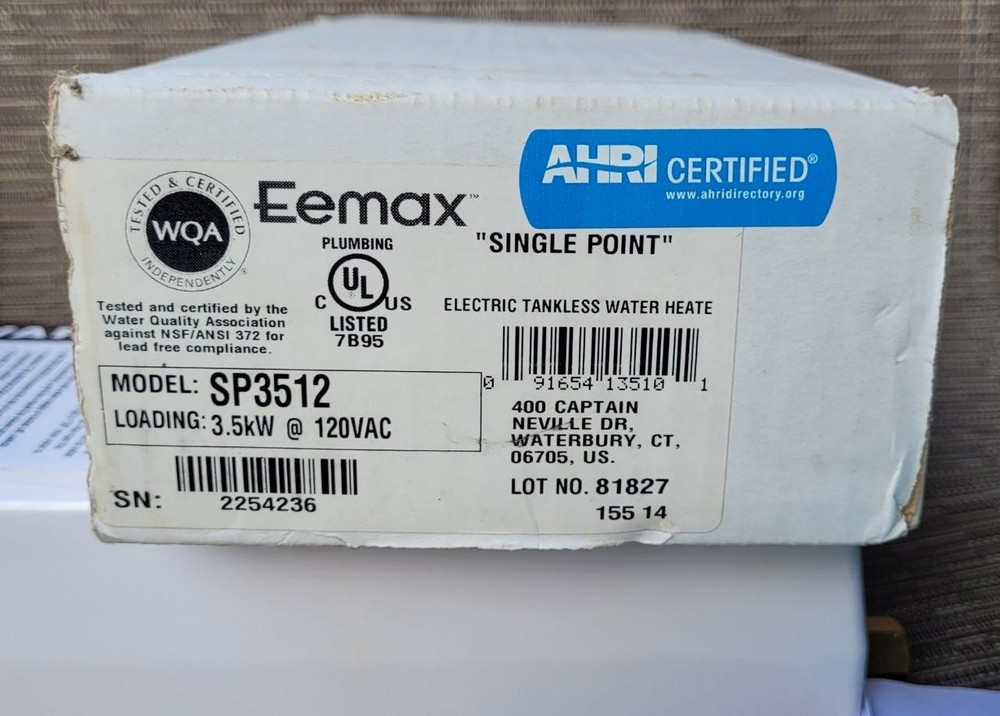 AHRI CERTIFIED®
www.ahridirectory.org
TESTED & CERTIFIED
WQA
INDEPENDENTLY
®
Eemax™
PLUMBING
"SINGLE POINT"
C UL US
LISTED
7B95
ELECTRIC TANKLESS WATER HEATE
Tested and certified by the
Water Quality Association
against NSF/ANSI 372 for
lead free compliance.
0 91654 13510 1
MODEL: SP3512
LOADING: 3.5kW @ 120VAC
400 CAPTAIN
NEVILLE DR,
WATERBURY, CT,
06705, US.
SN:
2254236
LOT NO. 81827
155 14